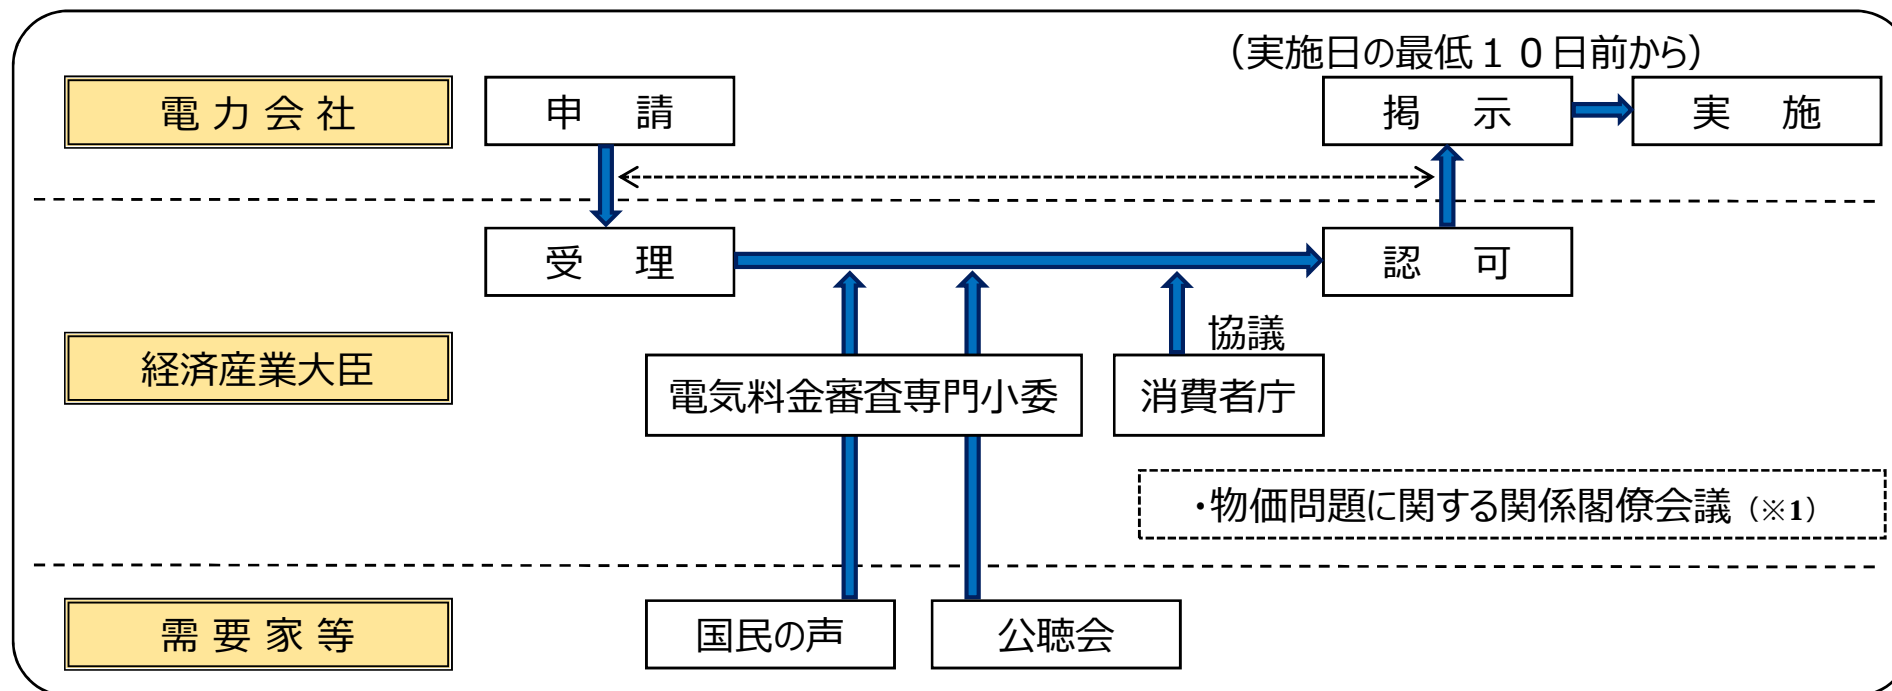 （実施日の最低１０日前から）
電力会社
申　請
掲　示
実　施
受　理
認　可
協議
経済産業大臣
電気料金審査専門小委
消費者庁
・物価問題に関する関係閣僚会議（※1）
需要家等
国民の声
公聴会